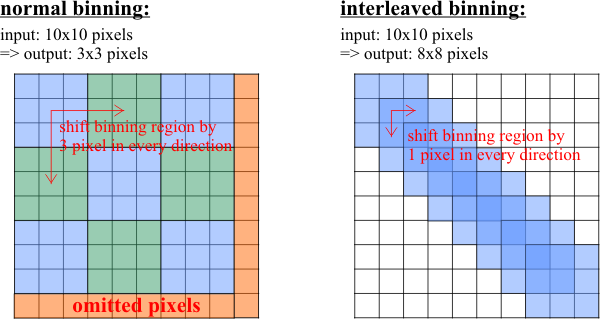 normal binning:
input: 10x10 pixels
=> output: 3x3 pixels
shift binning region by
3 pixel in every direction
omitted pixels
interleaved binning:
input: 10x10 pixels
=> output: 8x8 pixels
shift binning region by
1 pixel in every direction